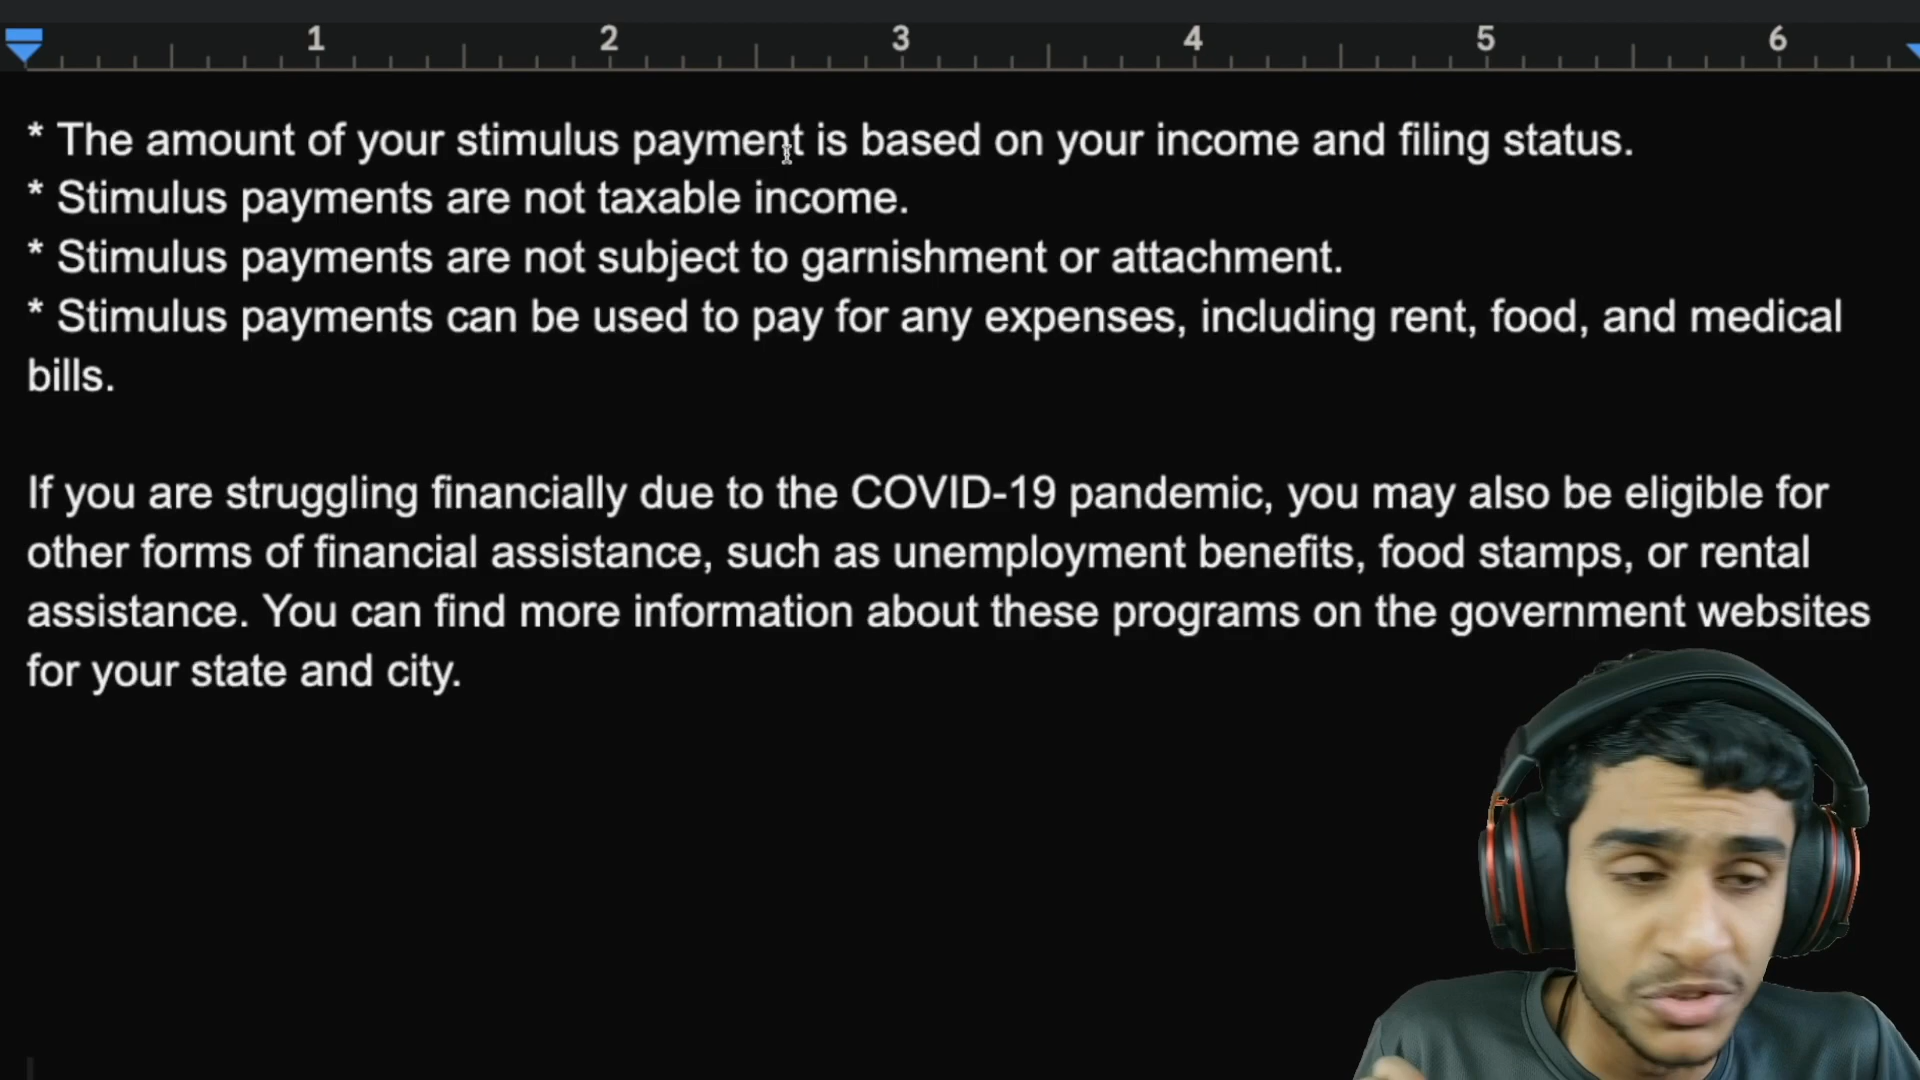 1 2 3 4 5 6
* The amount of your stimulus payment is based on your income and filing status.
* Stimulus payments are not taxable income.
* Stimulus payments are not subject to garnishment or attachment.
* Stimulus payments can be used to pay for any expenses, including rent, food, and medical
bills.
If you are struggling financially due to the COVID-19 pandemic, you may also be eligible for
other forms of financial assistance, such as unemployment benefits, food stamps, or rental
assistance. You can find more information about these programs on the government websites
for your state and city.